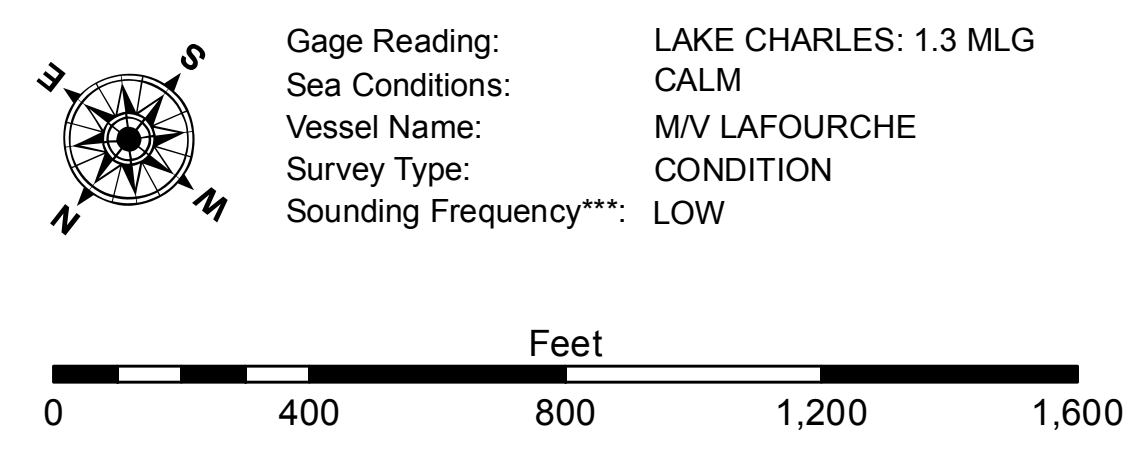 S
E
W
N
Gage Reading: LAKE CHARLES: 1.3 MLG
Sea Conditions: CALM
Vessel Name: M/V LAFOURCHE
Survey Type: CONDITION
Sounding Frequency***: LOW
Feet
0 400 800 1,200 1,600